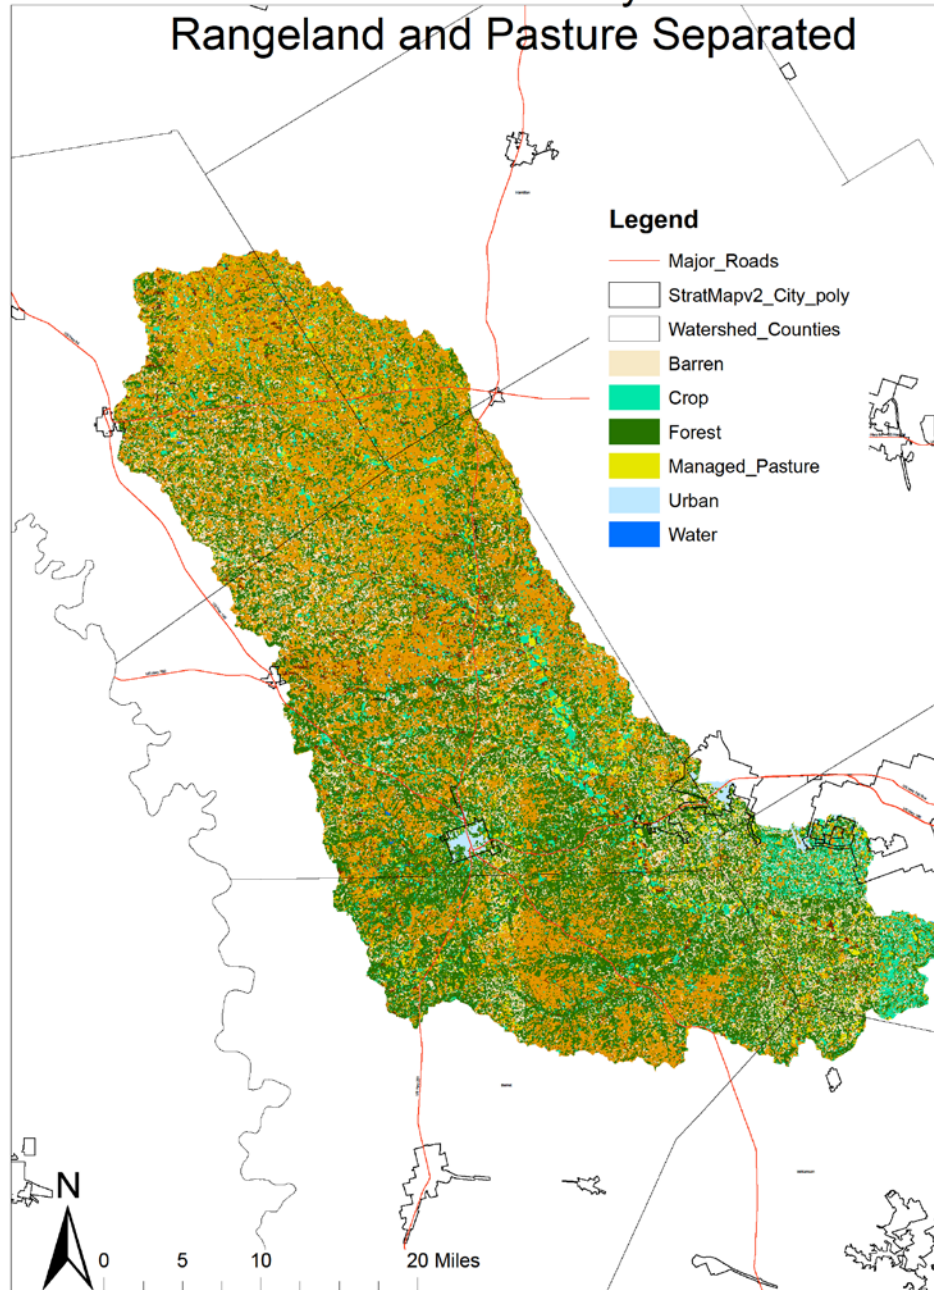 Rangeland and Pasture Separated
Legend
Major_Roads
StratMapv2_City_poly
Watershed_Counties
Barren
Crop
Forest
Managed_Pasture
Urban
Water
N
0 5 10 20 Miles